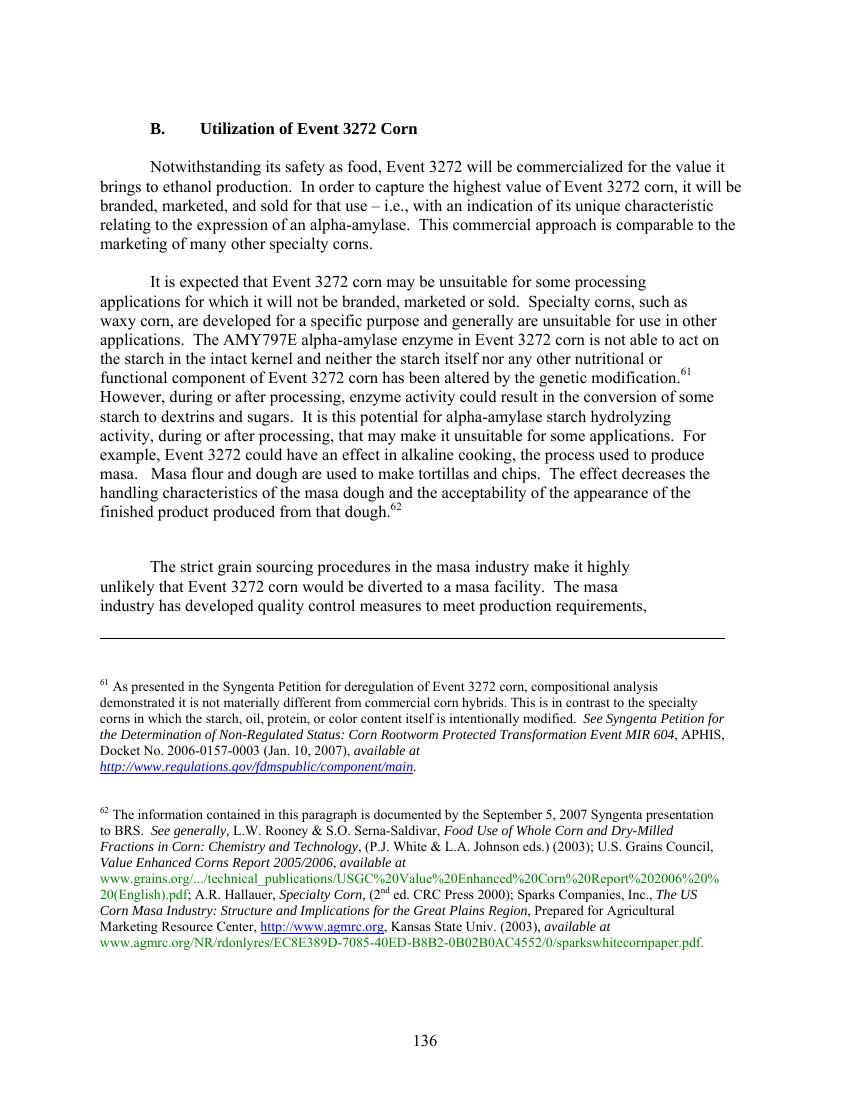 B. Utilization of Event 3272 Corn
Notwithstanding its safety as food, Event 3272 will be commercialized for the value it
brings to ethanol production. In order to capture the highest value of Event 3272 corn, it will be
branded, marketed, and sold for that use – i.e., with an indication of its unique characteristic
relating to the expression of an alpha-amylase. This commercial approach is comparable to the
marketing of many other specialty corns.
It is expected that Event 3272 corn may be unsuitable for some processing
applications for which it will not be branded, marketed or sold. Specialty corns, such as
waxy corn, are developed for a specific purpose and generally are unsuitable for use in other
applications. The AMY797E alpha-amylase enzyme in Event 3272 corn is not able to act on
the starch in the intact kernel and neither the starch itself nor any other nutritional or
functional component of Event 3272 corn has been altered by the genetic modification.61
However, during or after processing, enzyme activity could result in the conversion of some
starch to dextrins and sugars. It is this potential for alpha-amylase starch hydrolyzing
activity, during or after processing, that may make it unsuitable for some applications. For
example, Event 3272 could have an effect in alkaline cooking, the process used to produce
masa. Masa flour and dough are used to make tortillas and chips. The effect decreases the
handling characteristics of the masa dough and the acceptability of the appearance of the
finished product produced from that dough.62
The strict grain sourcing procedures in the masa industry make it highly
unlikely that Event 3272 corn would be diverted to a masa facility. The masa
industry has developed quality control measures to meet production requirements,
61 As presented in the Syngenta Petition for deregulation of Event 3272 corn, compositional analysis
demonstrated it is not materially different from commercial corn hybrids. This is in contrast to the specialty
corns in which the starch, oil, protein, or color content itself is intentionally modified. See Syngenta Petition for
the Determination of Non-Regulated Status: Corn Rootworm Protected Transformation Event MIR 604, APHIS,
Docket No. 2006-0157-0003 (Jan. 10, 2007), available at
http://www.regulations.gov/fdmspublic/component/main.
62 The information contained in this paragraph is documented by the September 5, 2007 Syngenta presentation
to BRS. See generally, L.W. Rooney & S.O. Serna-Saldivar, Food Use of Whole Corn and Dry-Milled
Fractions in Corn: Chemistry and Technology, (P.J. White & L.A. Johnson eds.) (2003); U.S. Grains Council,
Value Enhanced Corns Report 2005/2006, available at
www.grains.org/.../technical_publications/USGC%20Value%20Enhanced%20Corn%20Report%202006%20%
20(English).pdf; A.R. Hallauer, Specialty Corn, (2nd ed. CRC Press 2000); Sparks Companies, Inc., The US
Corn Masa Industry: Structure and Implications for the Great Plains Region, Prepared for Agricultural
Marketing Resource Center, http://www.agmrc.org, Kansas State Univ. (2003), available at
www.agmrc.org/NR/rdonlyres/EC8E389D-7085-40ED-B8B2-0B02B0AC4552/0/sparkswhitecornpaper.pdf.
136